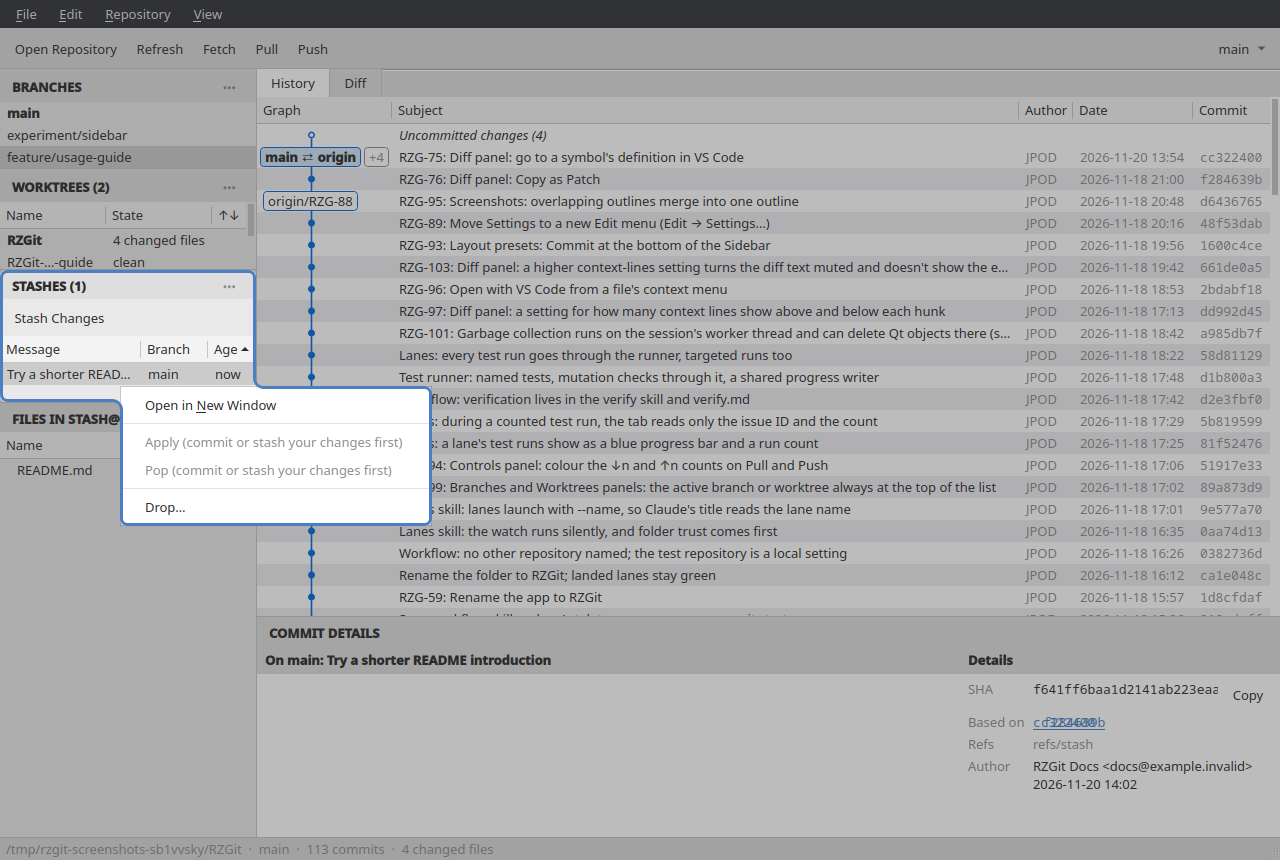 File Edit Repository View
Open Repository Refresh Fetch Pull Push main
BRANCHES
main
experiment/sidebar
feature/usage-guide
WORKTREES (2)
Name State ↑↓
RZGit 4 changed files
RZGit-...-guide clean
STASHES (1)
Stash Changes
Message Branch Age
Try a shorter READ... main now
Open in New Window
Apply (commit or stash your changes first)
Pop (commit or stash your changes first)
Drop...
FILES IN STASH@
Name
README.md
History Diff
Graph Subject Author Date Commit
Uncommitted changes (4)
main ⇄ origin +4 RZG-75: Diff panel: go to a symbol's definition in VS Code JPOD 2026-11-20 13:54 cc322400
RZG-76: Diff panel: Copy as Patch JPOD 2026-11-18 21:00 f284639b
origin/RZG-88 RZG-95: Screenshots: overlapping outlines merge into one outline JPOD 2026-11-18 20:48 d6436765
RZG-89: Move Settings to a new Edit menu (Edit → Settings...) JPOD 2026-11-18 20:16 48f53dab
RZG-93: Layout presets: Commit at the bottom of the Sidebar JPOD 2026-11-18 19:56 1600c4ce
RZG-103: Diff panel: a higher context-lines setting turns the diff text muted and doesn't show the e... JPOD 2026-11-18 19:42 661de0a5
RZG-96: Open with VS Code from a file's context menu JPOD 2026-11-18 18:53 2bdabf18
RZG-97: Diff panel: a setting for how many context lines show above and below each hunk JPOD 2026-11-18 17:13 dd992d45
RZG-101: Garbage collection runs on the session's worker thread and can delete Qt objects there (s... JPOD 2026-11-18 18:42 a985db7f
Lanes: every test run goes through the runner, targeted runs too JPOD 2026-11-18 18:22 58d81129
Test runner: named tests, mutation checks through it, a shared progress writer JPOD 2026-11-18 17:48 d1b800a3
flow: verification lives in the verify skill and verify.md JPOD 2026-11-18 17:42 d2e3fbf0
s: during a counted test run, the tab reads only the issue ID and the count JPOD 2026-11-18 17:29 5b819599
s: a lane's test runs show as a blue progress bar and a run count JPOD 2026-11-18 17:25 81f52476
94: Controls panel: colour the ↓n and ↑n counts on Pull and Push JPOD 2026-11-18 17:06 51917e33
99: Branches and Worktrees panels: the active branch or worktree always at the top of the list JPOD 2026-11-18 17:02 89a873d9
s skill: lanes launch with --name, so Claude's title reads the lane name JPOD 2026-11-18 17:01 9e577a70
Lanes skill: the watch runs silently, and folder trust comes first JPOD 2026-11-18 16:35 0aa74d13
Workflow: no other repository named; the test repository is a local setting JPOD 2026-11-18 16:26 0382736d
Rename the folder to RZGit; landed lanes stay green JPOD 2026-11-18 16:12 ca1e048c
RZG-59: Rename the app to RZGit JPOD 2026-11-18 15:57 1d8cfdaf
COMMIT DETAILS
On main: Try a shorter README introduction
Details
SHA f641ff6baa1d2141ab223eaa Copy
Based on
Refs refs/stash
Author RZGit Docs <docs@example.invalid>
2026-11-20 14:02
/tmp/rzgit-screenshots-sb1vvsky/RZGit · main · 113 commits · 4 changed files